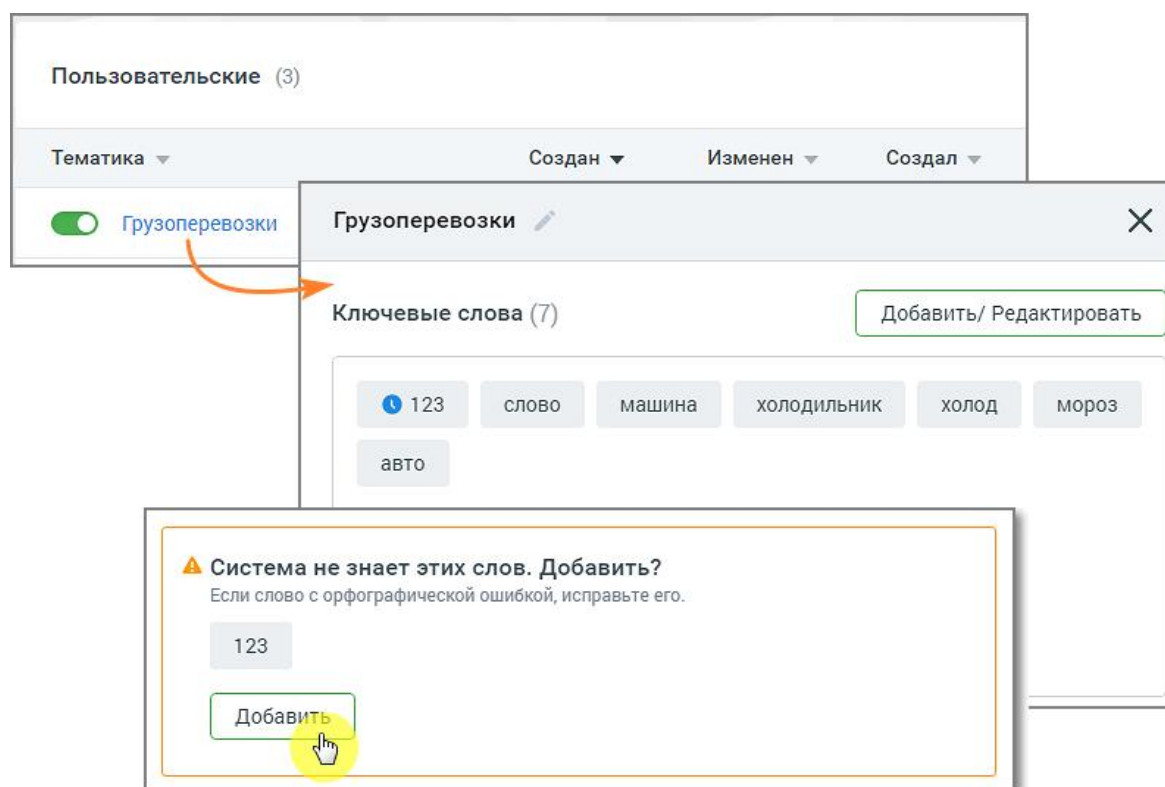 Пользовательские (3)
Тематика Создан Изменен Создал
Грузоперевозки
Грузоперевозки
Ключевые слова (7)
Добавить/ Редактировать
123 слово машина холодильник холод мороз
авто
Система не знает этих слов. Добавить?
Если слово с орфографической ошибкой, исправьте его.
123
Добавить